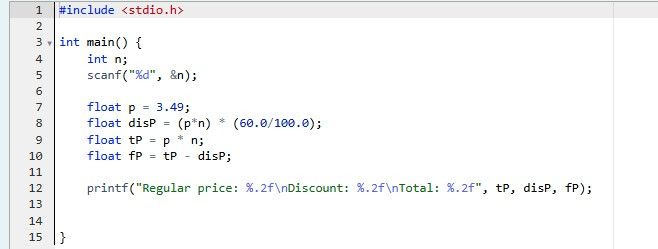 1 #include <stdio.h>
2
3 int main() {
4     int n;
5     scanf("%d", &n);
6
7     float p = 3.49;
8     float disP = (p*n) * (60.0/100.0);
9     float tP = p * n;
10     float fP = tP - disP;
11
12     printf("Regular price: %.2f\nDiscount: %.2f\nTotal: %.2f", tP, disP, fP);
13
14
15 }